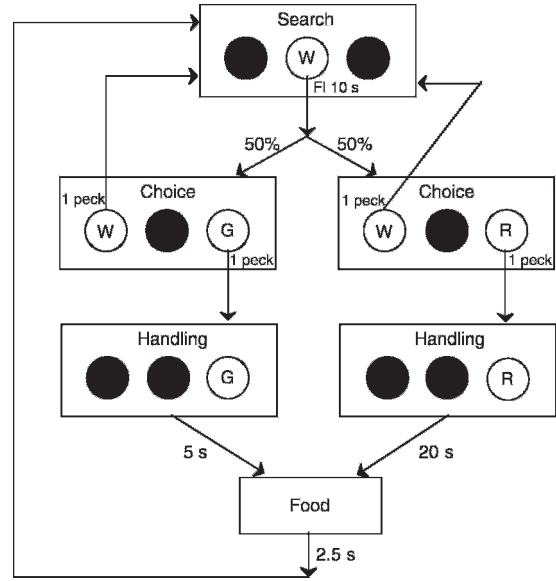 Search
W
FI 10 s
50% 50%
Choice
1 peck
W G
1 peck
Choice
1 peck
W R
1 peck
Handling
G
Handling
R
5 s 20 s
Food
2.5 s